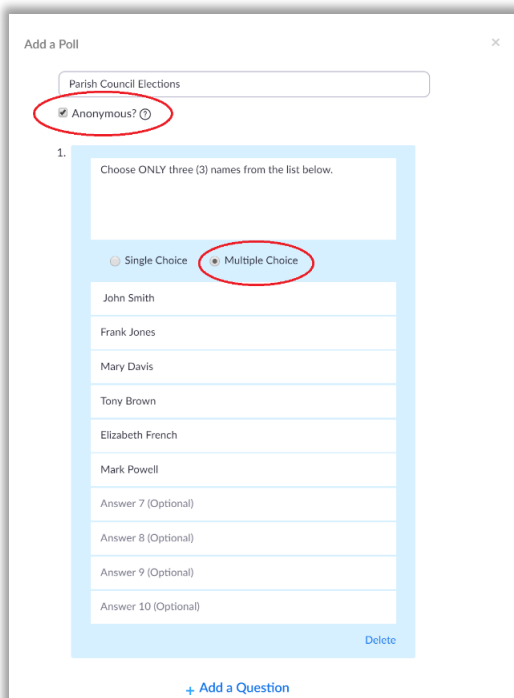 Add a Poll ×
Parish Council Elections
Anonymous? ?
1.
Choose ONLY three (3) names from the list below.
Single Choice Multiple Choice
John Smith
Frank Jones
Mary Davis
Tony Brown
Elizabeth French
Mark Powell
Answer 7 (Optional)
Answer 8 (Optional)
Answer 9 (Optional)
Answer 10 (Optional)
Delete
+ Add a Question